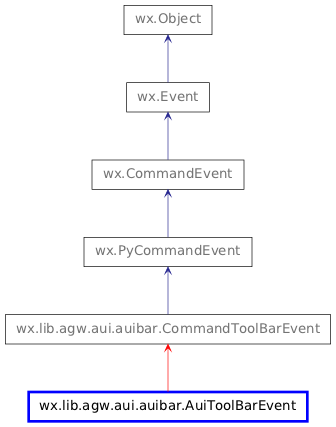 wx.Object
wx.Event
wx.CommandEvent
wx.PyCommandEvent
wx.lib.agw.aui.auibar.CommandToolBarEvent
wx.lib.agw.aui.auibar.AuiToolBarEvent